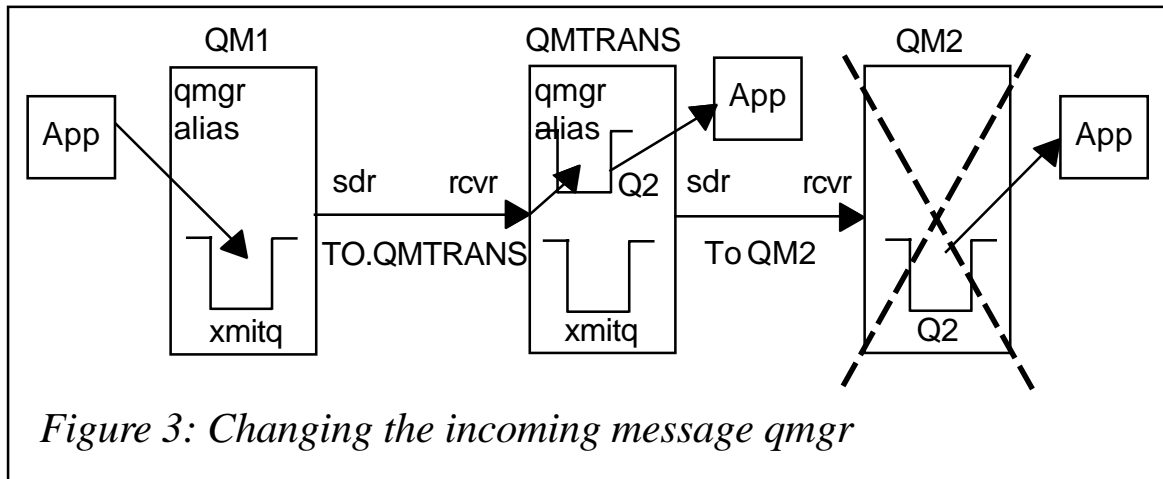 QM1
QMTRANS
QM2
App
qmgr
alias
qmgr
alias
App
App
sdr
rcvr
Q2
sdr
rcvr
TO.QMTRANS
To QM2
xmitq
xmitq
Q2
Figure 3: Changing the incoming message qmgr